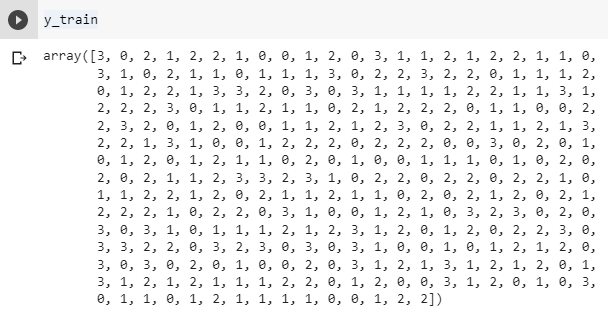 y_train
array([3, 0, 2, 1, 2, 2, 1, 0, 0, 1, 2, 0, 3, 1, 1, 2, 1, 2, 2, 1, 1, 0,
3, 1, 0, 2, 1, 1, 0, 1, 1, 1, 3, 0, 2, 2, 3, 2, 2, 0, 1, 1, 1, 2,
0, 1, 2, 2, 1, 3, 3, 2, 0, 3, 0, 3, 1, 1, 1, 1, 2, 2, 1, 1, 3, 1,
2, 2, 2, 3, 0, 1, 1, 2, 1, 1, 0, 2, 1, 2, 2, 2, 0, 1, 1, 0, 0, 2,
2, 3, 2, 0, 1, 2, 0, 0, 1, 1, 2, 1, 2, 3, 0, 2, 2, 1, 1, 2, 1, 3,
2, 2, 1, 3, 1, 0, 0, 1, 2, 2, 2, 0, 2, 2, 2, 0, 0, 3, 0, 2, 0, 1,
0, 1, 2, 0, 1, 2, 1, 1, 0, 2, 0, 1, 0, 0, 1, 1, 1, 0, 1, 0, 2, 0,
2, 0, 2, 1, 1, 2, 3, 3, 2, 3, 1, 0, 2, 2, 0, 2, 2, 0, 2, 2, 1, 0,
1, 1, 2, 2, 1, 2, 0, 2, 1, 1, 2, 1, 1, 0, 2, 0, 2, 1, 2, 0, 2, 1,
2, 2, 2, 1, 0, 2, 2, 0, 3, 1, 0, 0, 1, 2, 1, 0, 3, 2, 3, 0, 2, 0,
3, 0, 3, 1, 0, 1, 1, 1, 2, 1, 2, 3, 1, 2, 0, 1, 2, 0, 2, 2, 3, 0,
3, 3, 2, 2, 0, 3, 2, 3, 0, 3, 0, 3, 1, 0, 0, 1, 0, 1, 2, 1, 2, 0,
3, 0, 3, 0, 2, 0, 1, 0, 0, 2, 0, 3, 1, 2, 1, 3, 1, 2, 1, 2, 0, 1,
3, 1, 2, 1, 2, 1, 1, 1, 2, 2, 0, 1, 2, 0, 0, 3, 1, 2, 0, 1, 0, 3,
0, 1, 1, 0, 1, 2, 1, 1, 1, 1, 0, 0, 1, 2, 2])